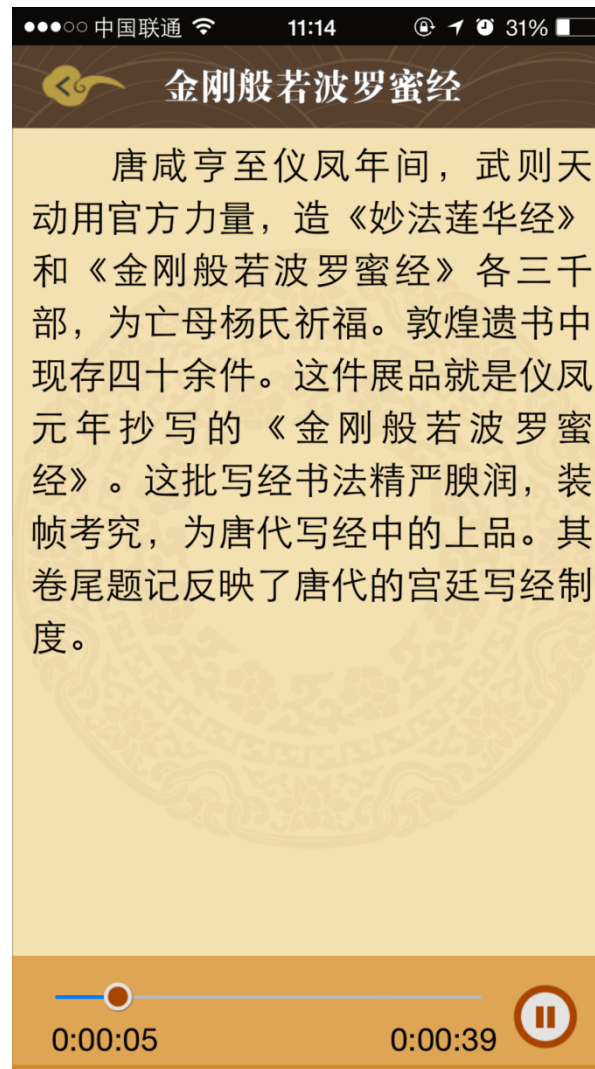 中国联通 11:14 31%
金刚般若波罗蜜经
唐咸亨至仪凤年间，武则天
动用官方力量，造《妙法莲华经》
和《金刚般若波罗蜜经》各三千
部，为亡母杨氏祈福。敦煌遗书中
现存四十余件。这件展品就是仪凤
元年抄写的《金刚般若波罗蜜
经》。这批写经书法精严腴润，装
帧考究，为唐代写经中的上品。其
卷尾题记反映了唐代的宫廷写经制
度。
0:00:05 0:00:39